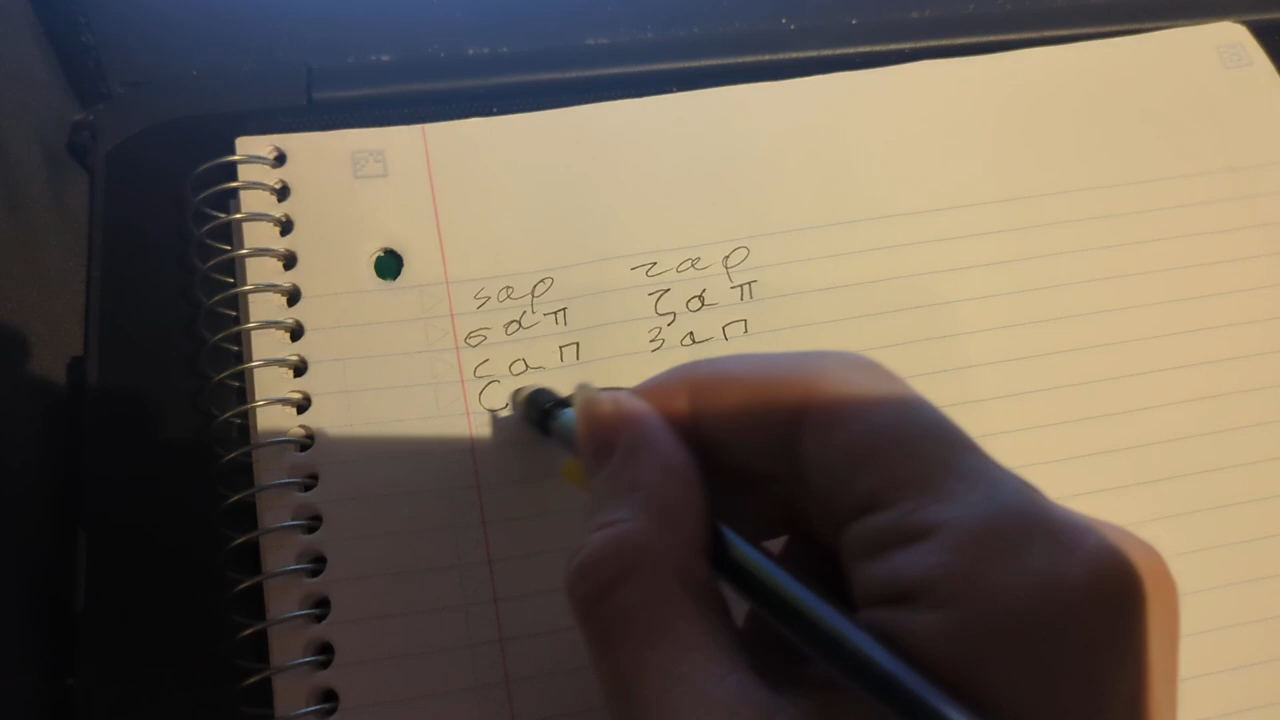 sap zap
σαπ ζαπ
сап зап
C